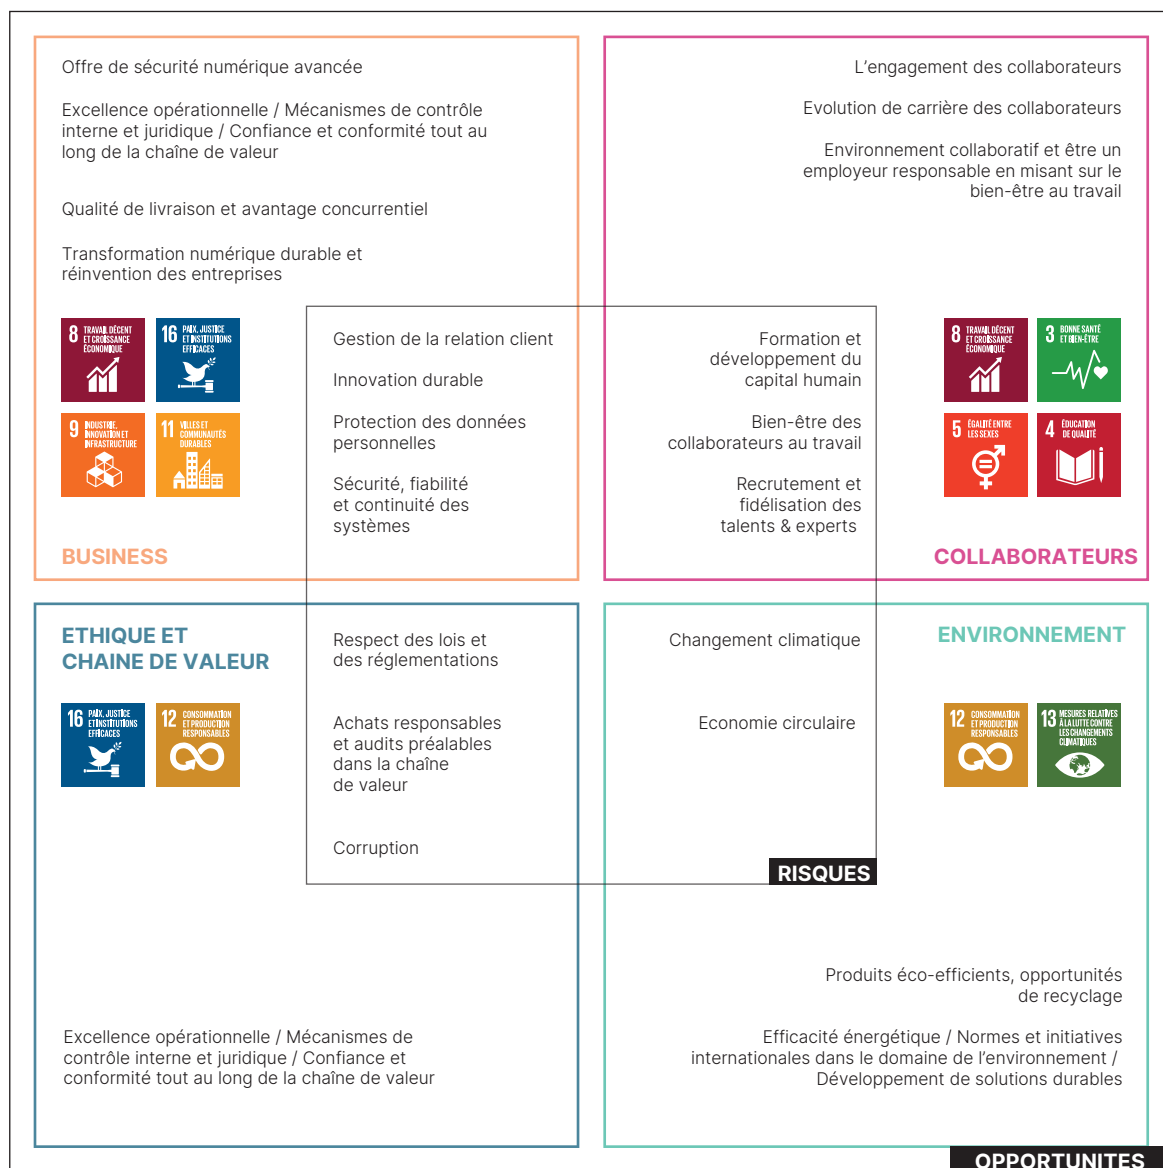 Offre de sécurité numérique avancée
Excellence opérationnelle / Mécanismes de contrôle
interne et juridique / Confiance et conformité tout au
long de la chaîne de valeur
Qualité de livraison et avantage concurrentiel
Transformation numérique durable et
réinvention des entreprises
8 TRAVAIL DÉCENT
ET CROISSANCE
ÉCONOMIQUE
16 PAIX, JUSTICE
ET INSTITUTIONS
EFFICACES
9 INDUSTRIE,
INNOVATION ET
INFRASTRUCTURE
11 VILLES ET
COMMUNAUTÉS
DURABLES
BUSINESS
Gestion de la relation client
Innovation durable
Protection des données
personnelles
Sécurité, fiabilité
et continuité des
systèmes
L'engagement des collaborateurs
Evolution de carrière des collaborateurs
Environnement collaboratif et être un
employeur responsable en misant sur le
bien-être au travail
Formation et
développement du
capital humain
Bien-être des
collaborateurs au travail
Recrutement et
fidélisation des
talents & experts
8 TRAVAIL DÉCENT
ET CROISSANCE
ÉCONOMIQUE
3 BONNE SANTÉ
ET BIEN-ÊTRE
5 ÉGALITÉ ENTRE
LES SEXES
4 ÉDUCATION
DE QUALITÉ
COLLABORATEURS
ETHIQUE ET
CHAINE DE VALEUR
16 PAIX, JUSTICE
ET INSTITUTIONS
EFFICACES
12 CONSOMMATION
ET PRODUCTION
RESPONSABLES
Respect des lois et
des réglementations
Achats responsables
et audits préalables
dans la chaîne
de valeur
Corruption
Excellence opérationnelle / Mécanismes de
contrôle interne et juridique / Confiance et
conformité tout au long de la chaîne de valeur
Changement climatique
Economie circulaire
ENVIRONNEMENT
12 CONSOMMATION
ET PRODUCTION
RESPONSABLES
13 MESURES RELATIVES
À LA LUTTE CONTRE
LES CHANGEMENTS
CLIMATIQUES
RISQUES
Produits éco-efficients, opportunités
de recyclage
Efficacité énergétique / Normes et initiatives
internationales dans le domaine de l'environnement /
Développement de solutions durables
OPPORTUNITES